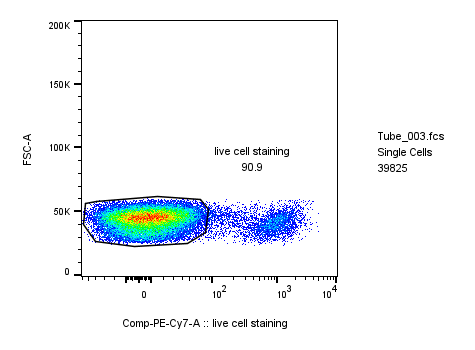 200K
150K
100K
50K
0
FSC-A
live cell staining
90.9
Tube_003.fcs
Single Cells
39825
0
10^2
10^3
10^4
Comp-PE-Cy7-A :: live cell staining